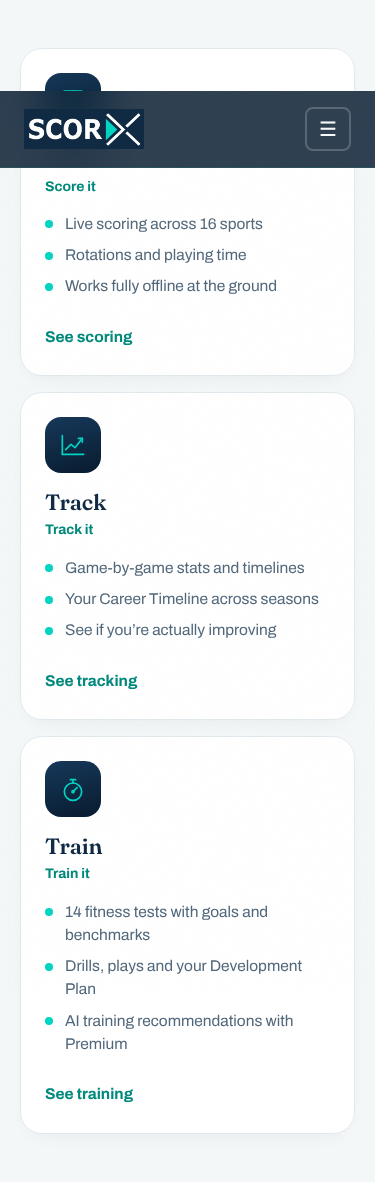 SCORX
☰
Score it
Live scoring across 16 sports
Rotations and playing time
Works fully offline at the ground
See scoring
Track
Track it
Game-by-game stats and timelines
Your Career Timeline across seasons
See if you’re actually improving
See tracking
Train
Train it
14 fitness tests with goals and
benchmarks
Drills, plays and your Development
Plan
AI training recommendations with
Premium
See training